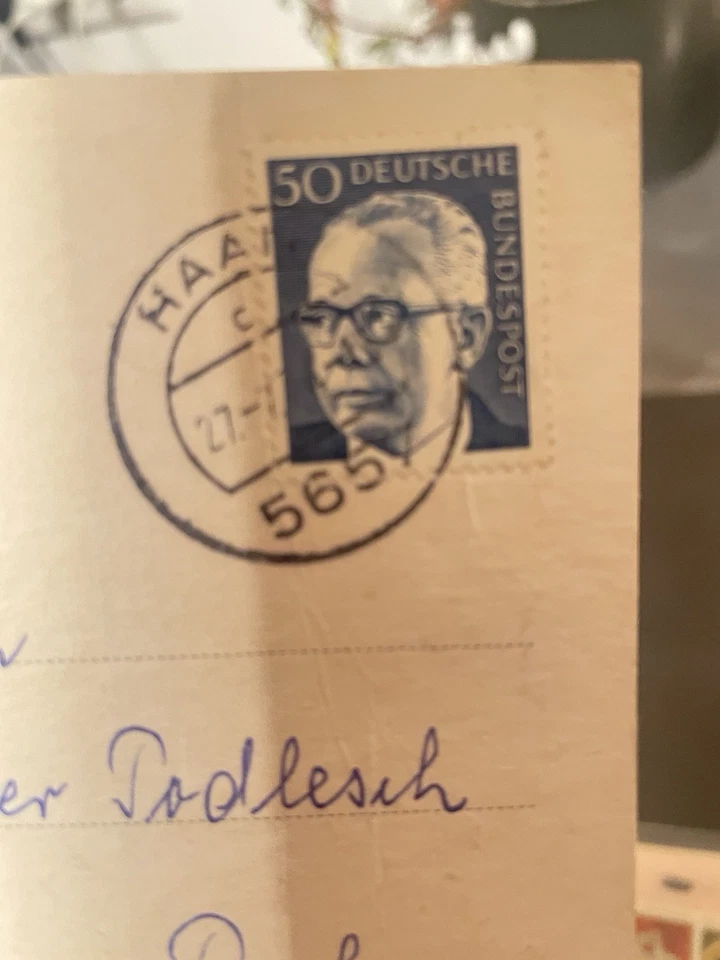 50 DEUTSCHE
BUNDESPOST
HAA
C
27.-
565
er Podlesch